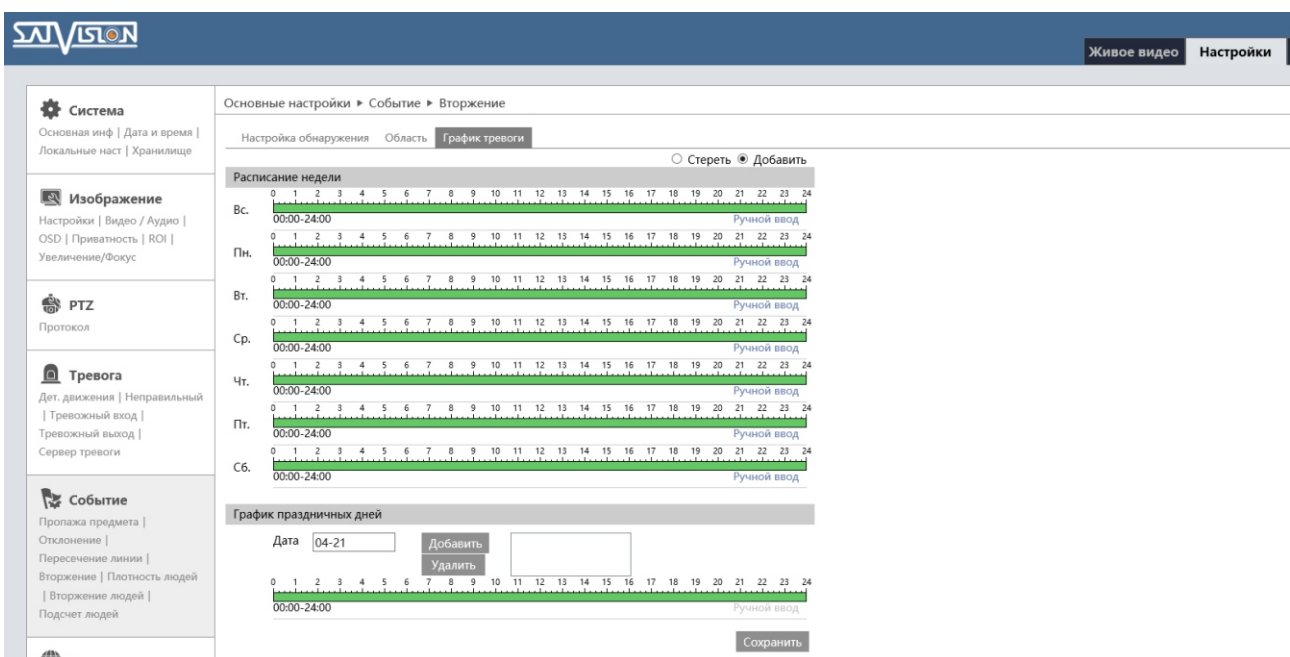 SATVISION
Живое видео Настройки
Система
Основная инф | Дата и время |
Локальные наст | Хранилище
Изображение
Настройки | Видео / Аудио |
OSD | Приватность | ROI |
Увеличение/Фокус
PTZ
Протокол
Тревога
Дет. движения | Неправильный
| Тревожный вход |
Тревожный выход |
Сервер тревоги
Событие
Пропажа предмета |
Отклонение |
Пересечение линии |
Вторжение | Плотность людей
| Вторжение людей |
Подсчет людей
Основные настройки ▸ Событие ▸ Вторжение
Настройка обнаружения Область График тревоги
Стереть Добавить
Расписание недели
0 1 2 3 4 5 6 7 8 9 10 11 12 13 14 15 16 17 18 19 20 21 22 23 24
Вс.
00:00-24:00 Ручной ввод
0 1 2 3 4 5 6 7 8 9 10 11 12 13 14 15 16 17 18 19 20 21 22 23 24
Пн.
00:00-24:00 Ручной ввод
0 1 2 3 4 5 6 7 8 9 10 11 12 13 14 15 16 17 18 19 20 21 22 23 24
Вт.
00:00-24:00 Ручной ввод
0 1 2 3 4 5 6 7 8 9 10 11 12 13 14 15 16 17 18 19 20 21 22 23 24
Ср.
00:00-24:00 Ручной ввод
0 1 2 3 4 5 6 7 8 9 10 11 12 13 14 15 16 17 18 19 20 21 22 23 24
Чт.
00:00-24:00 Ручной ввод
0 1 2 3 4 5 6 7 8 9 10 11 12 13 14 15 16 17 18 19 20 21 22 23 24
Пт.
00:00-24:00 Ручной ввод
0 1 2 3 4 5 6 7 8 9 10 11 12 13 14 15 16 17 18 19 20 21 22 23 24
Сб.
00:00-24:00 Ручной ввод
График праздничных дней
Дата 04-21 Добавить
Удалить
0 1 2 3 4 5 6 7 8 9 10 11 12 13 14 15 16 17 18 19 20 21 22 23 24
00:00-24:00 Ручной ввод
Сохранить